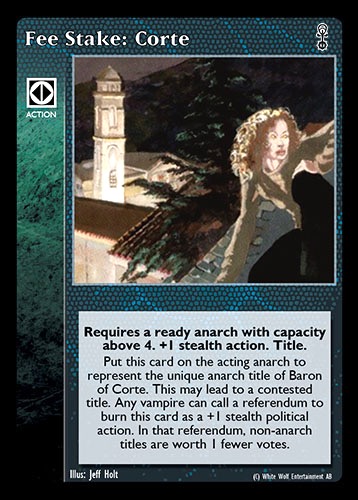 Fee Stake: Corte
ACTION
Requires a ready anarch with capacity
above 4. +1 stealth action. Title.
Put this card on the acting anarch to
represent the unique anarch title of Baron
of Corte. This may lead to a contested
title. Any vampire can call a referendum to
burn this card as a +1 stealth political
action. In that referendum, non-anarch
titles are worth 1 fewer votes.
Illus: Jeff Holt
(C) White Wolf Entertainment AB